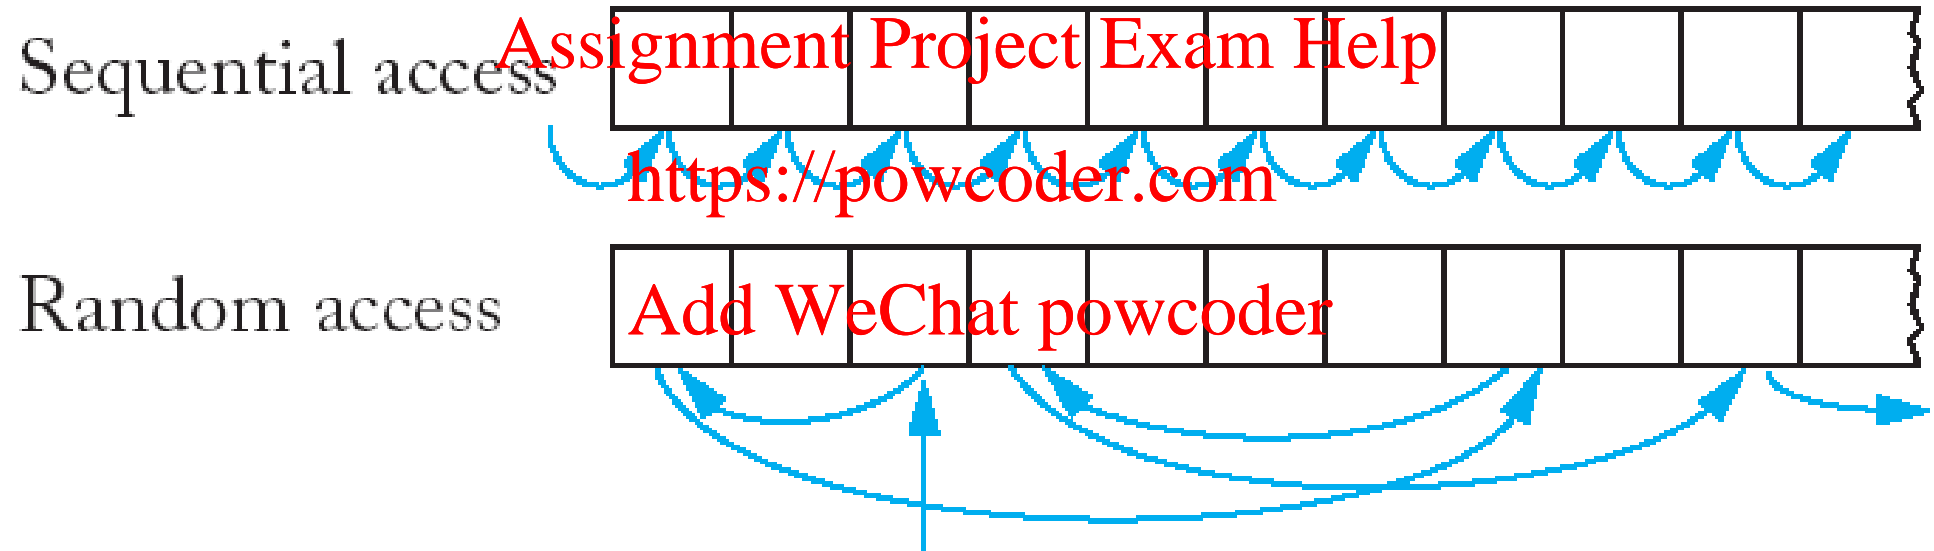 Sequential access
Assignment Project Exam Help
https://powcoder.com
Random access
Add WeChat powcoder